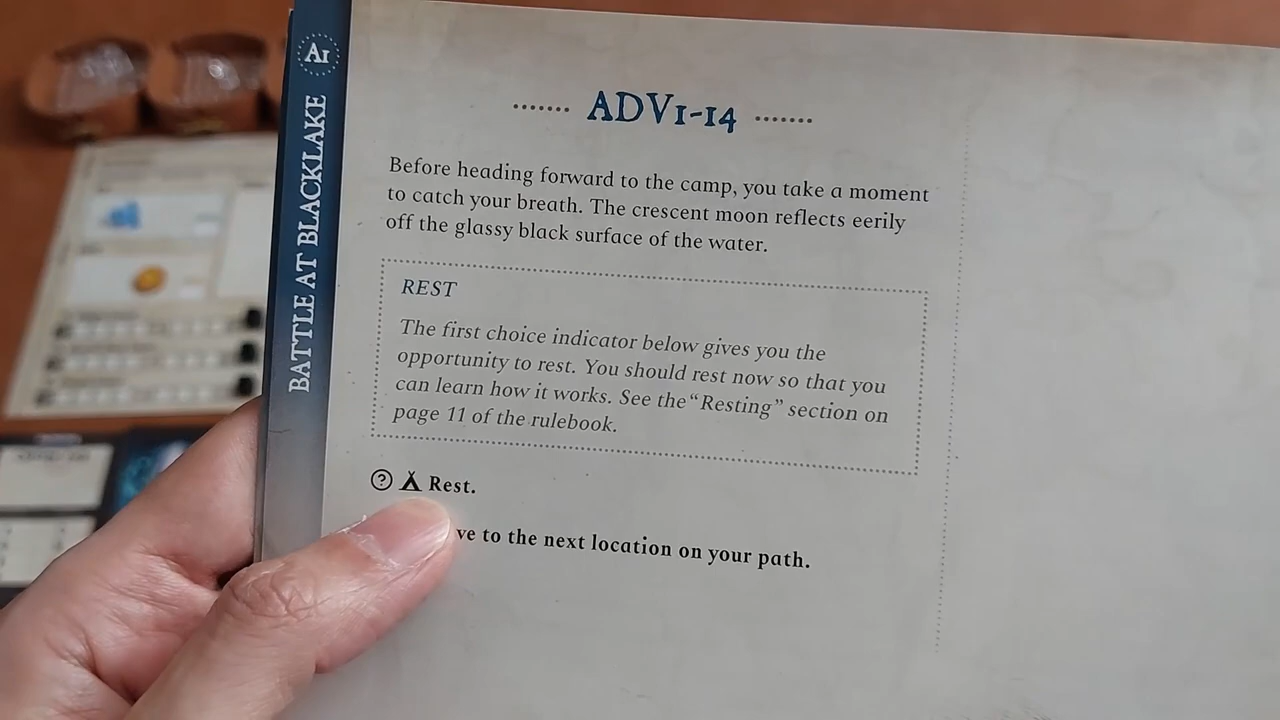 A1
BATTLE AT BLACKLAKE
ADV1-14
Before heading forward to the camp, you take a moment
to catch your breath. The crescent moon reflects eerily
off the glassy black surface of the water.
REST
The first choice indicator below gives you the
opportunity to rest. You should rest now so that you
can learn how it works. See the “Resting” section on
page 11 of the rulebook.
Rest.
to the next location on your path.